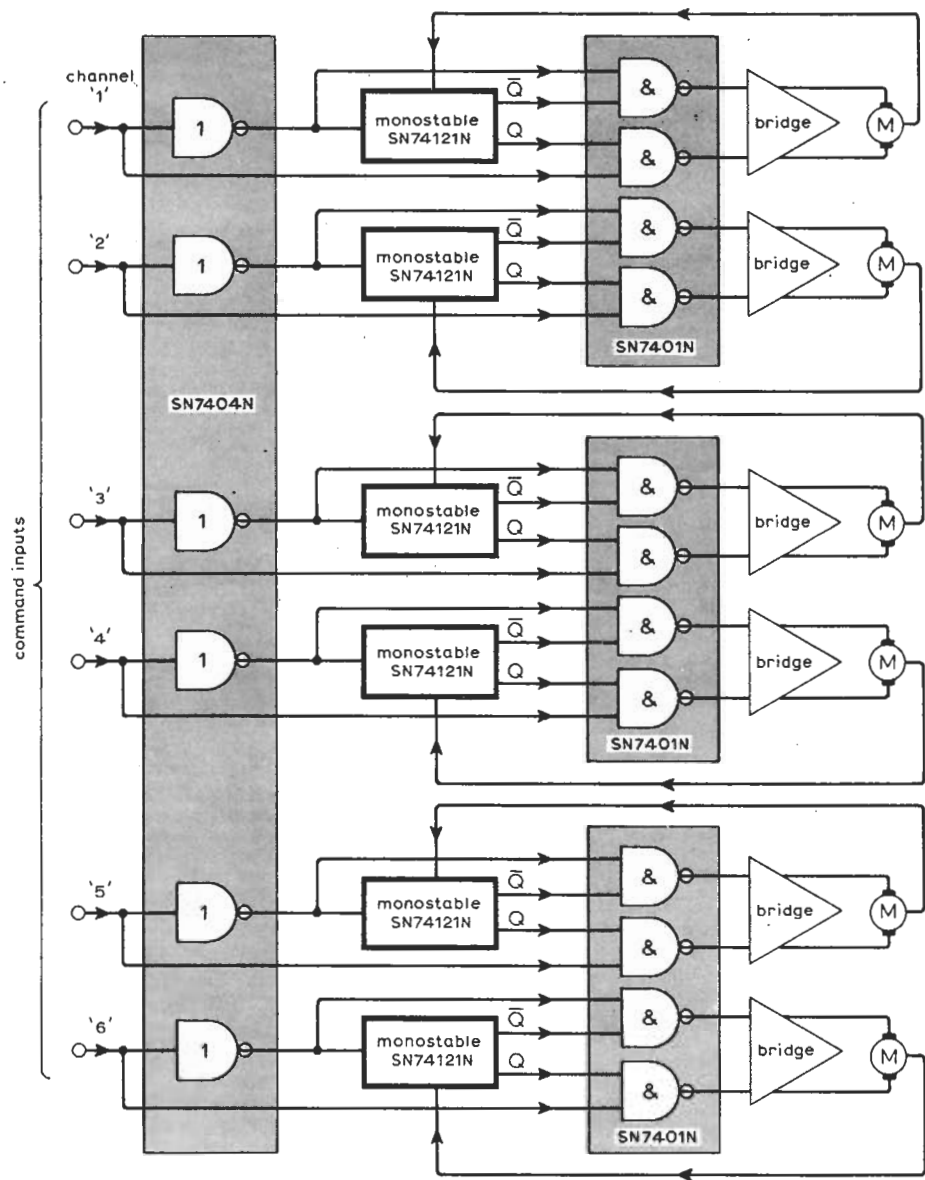 channel
'1'
1
monostable
SN74121N
Q̅
Q
&
&
bridge
M
'2'
1
monostable
SN74121N
Q̅
Q
&
&
bridge
M
SN7401N
SN7404N
command inputs
'3'
1
monostable
SN74121N
Q̅
Q
&
&
bridge
M
'4'
1
monostable
SN74121N
Q̅
Q
&
&
bridge
M
SN7401N
'5'
1
monostable
SN74121N
Q̅
Q
&
&
bridge
M
'6'
1
monostable
SN74121N
Q̅
Q
&
&
bridge
M
SN7401N